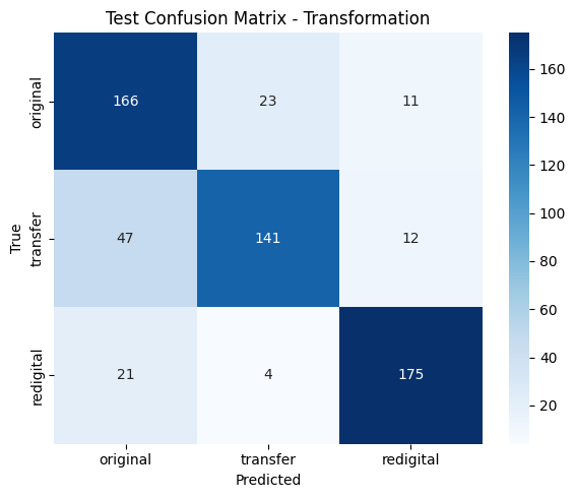 Test Confusion Matrix - Transformation
original
transfer
redigital
True
166 23 11
47 141 12
21 4 175
original transfer redigital
Predicted
160
140
120
100
80
60
40
20